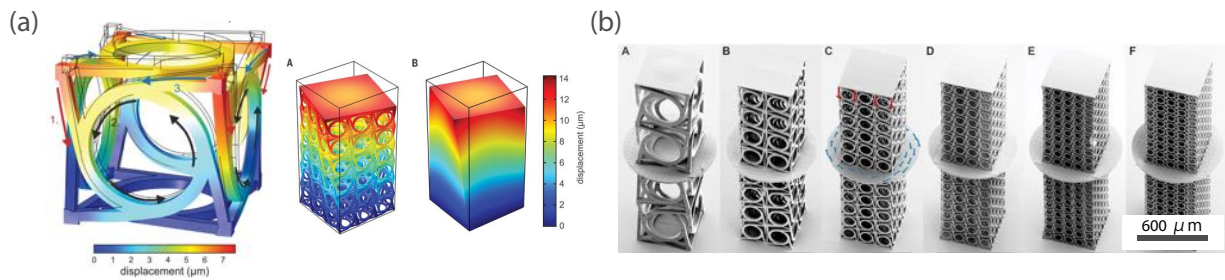 (a)
1.
2.
3.
0 1 2 3 4 5 6 7
displacement (µm)
A
B
14
12
10
8
6
4
2
0
displacement (µm)
(b)
A B C D E F
600 µm